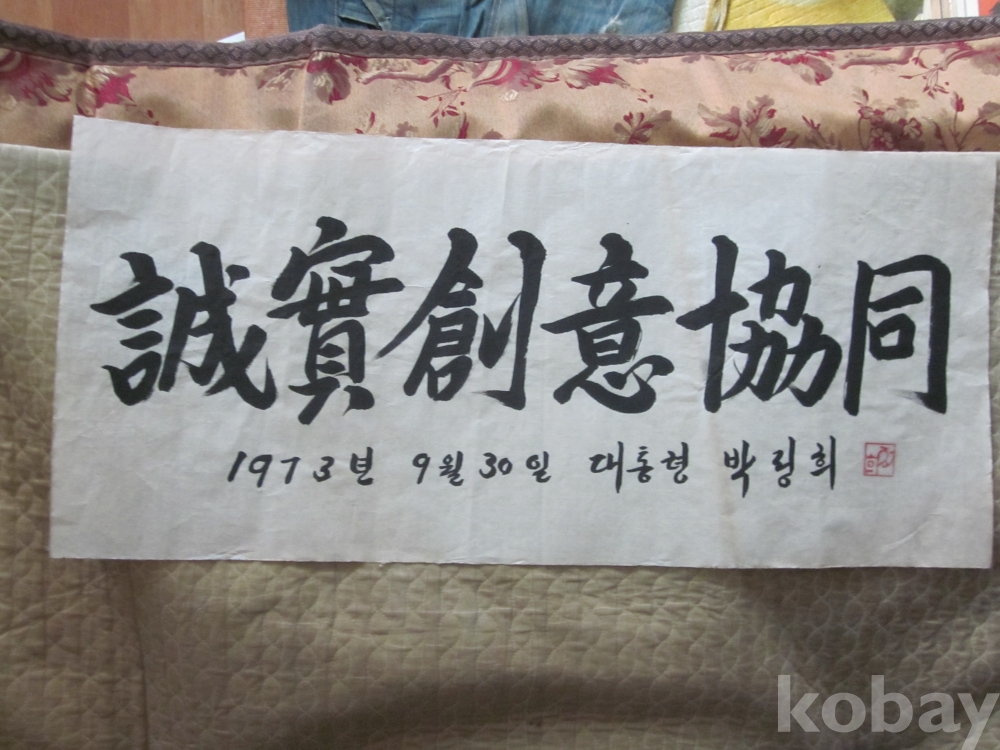 誠實創意協同
1973년 9월 30일 대통령 박정희
kobay